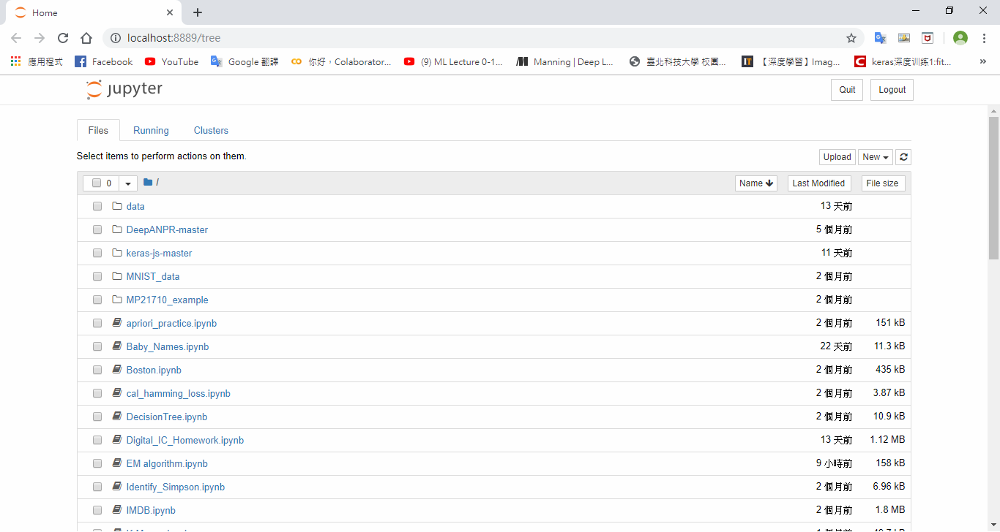 Home
localhost:8889/tree
應用程式 Facebook YouTube Google 翻譯 你好，Colaborator... (9) ML Lecture 0-1... Manning | Deep L... 臺北科技大學 校園... 【深度學習】Imag... keras深度训练1:fit... »
jupyter Quit Logout
Files Running Clusters
Select items to perform actions on them. Upload New
0 / Name Last Modified File size
data 13 天前
DeepANPR-master 5 個月前
keras-js-master 11 天前
MNIST_data 2 個月前
MP21710_example 2 個月前
apriori_practice.ipynb 2 個月前 151 kB
Baby_Names.ipynb 22 天前 11.3 kB
Boston.ipynb 2 個月前 435 kB
cal_hamming_loss.ipynb 2 個月前 3.87 kB
DecisionTree.ipynb 2 個月前 10.9 kB
Digital_IC_Homework.ipynb 13 天前 1.12 MB
EM algorithm.ipynb 9 小時前 158 kB
Identify_Simpson.ipynb 2 個月前 6.96 kB
IMDB.ipynb 2 個月前 1.8 MB